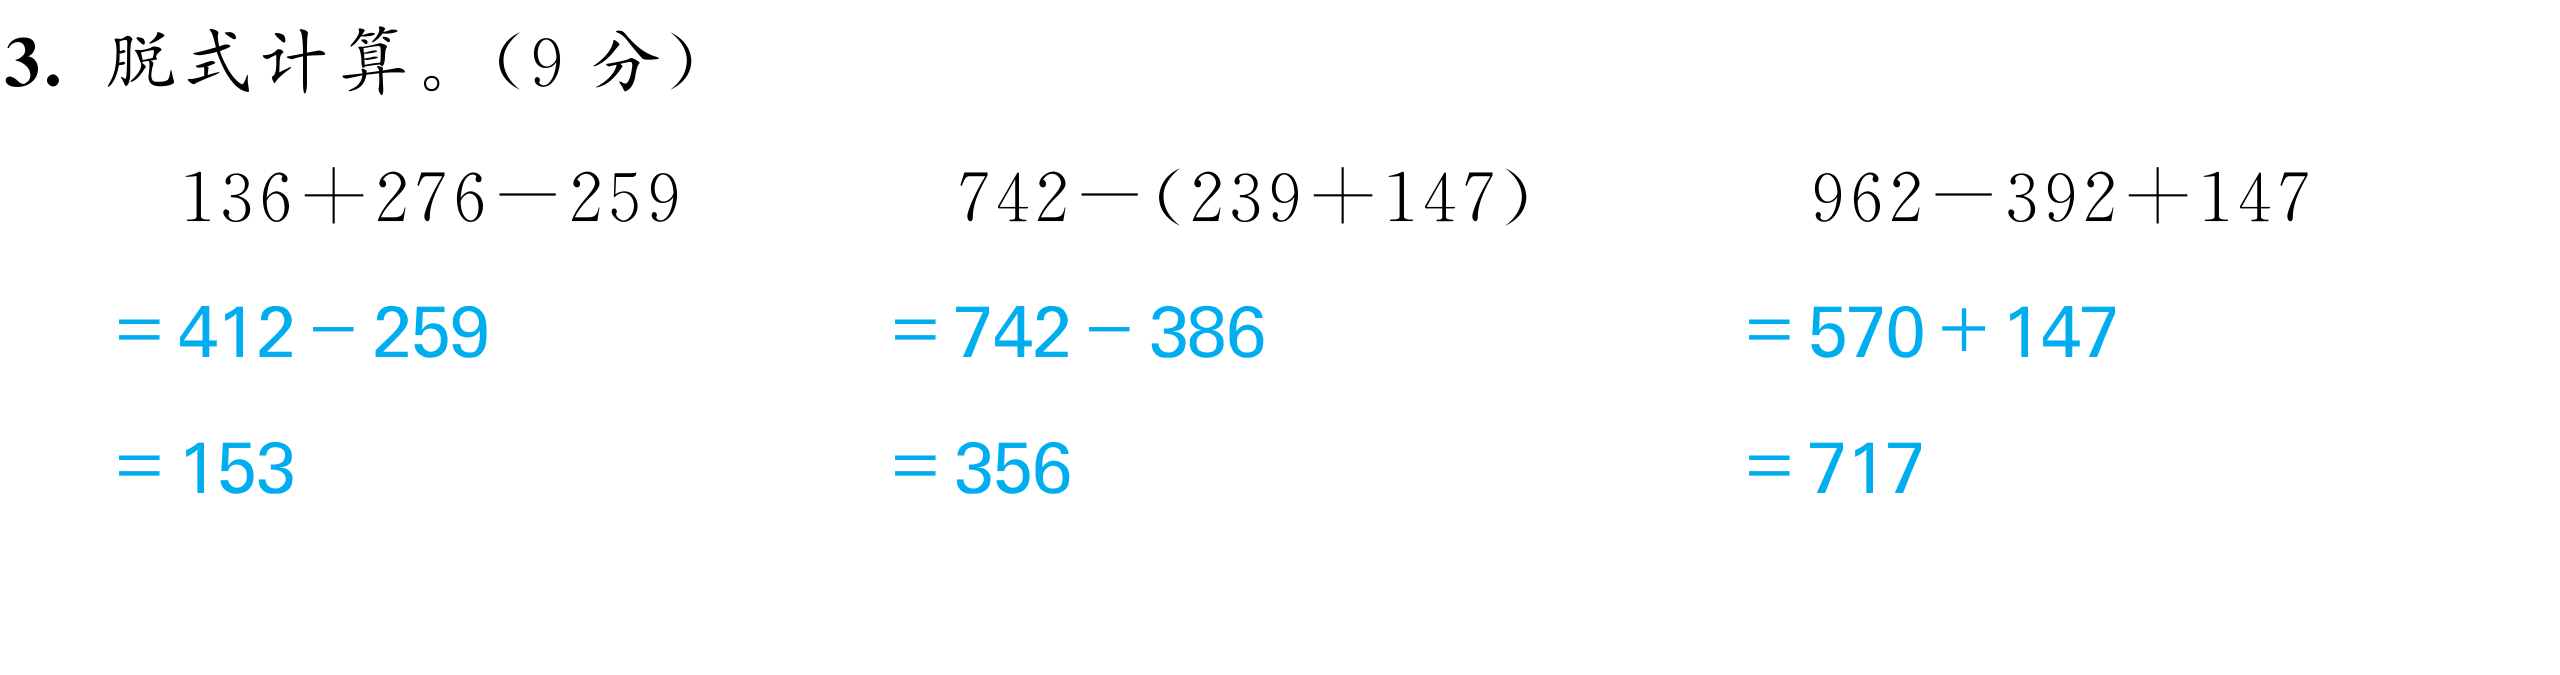 3. 脱式计算。(9 分)
136+276-259 742-(239+147) 962-392+147
=412-259 =742-386 =570+147
=153 =356 =717